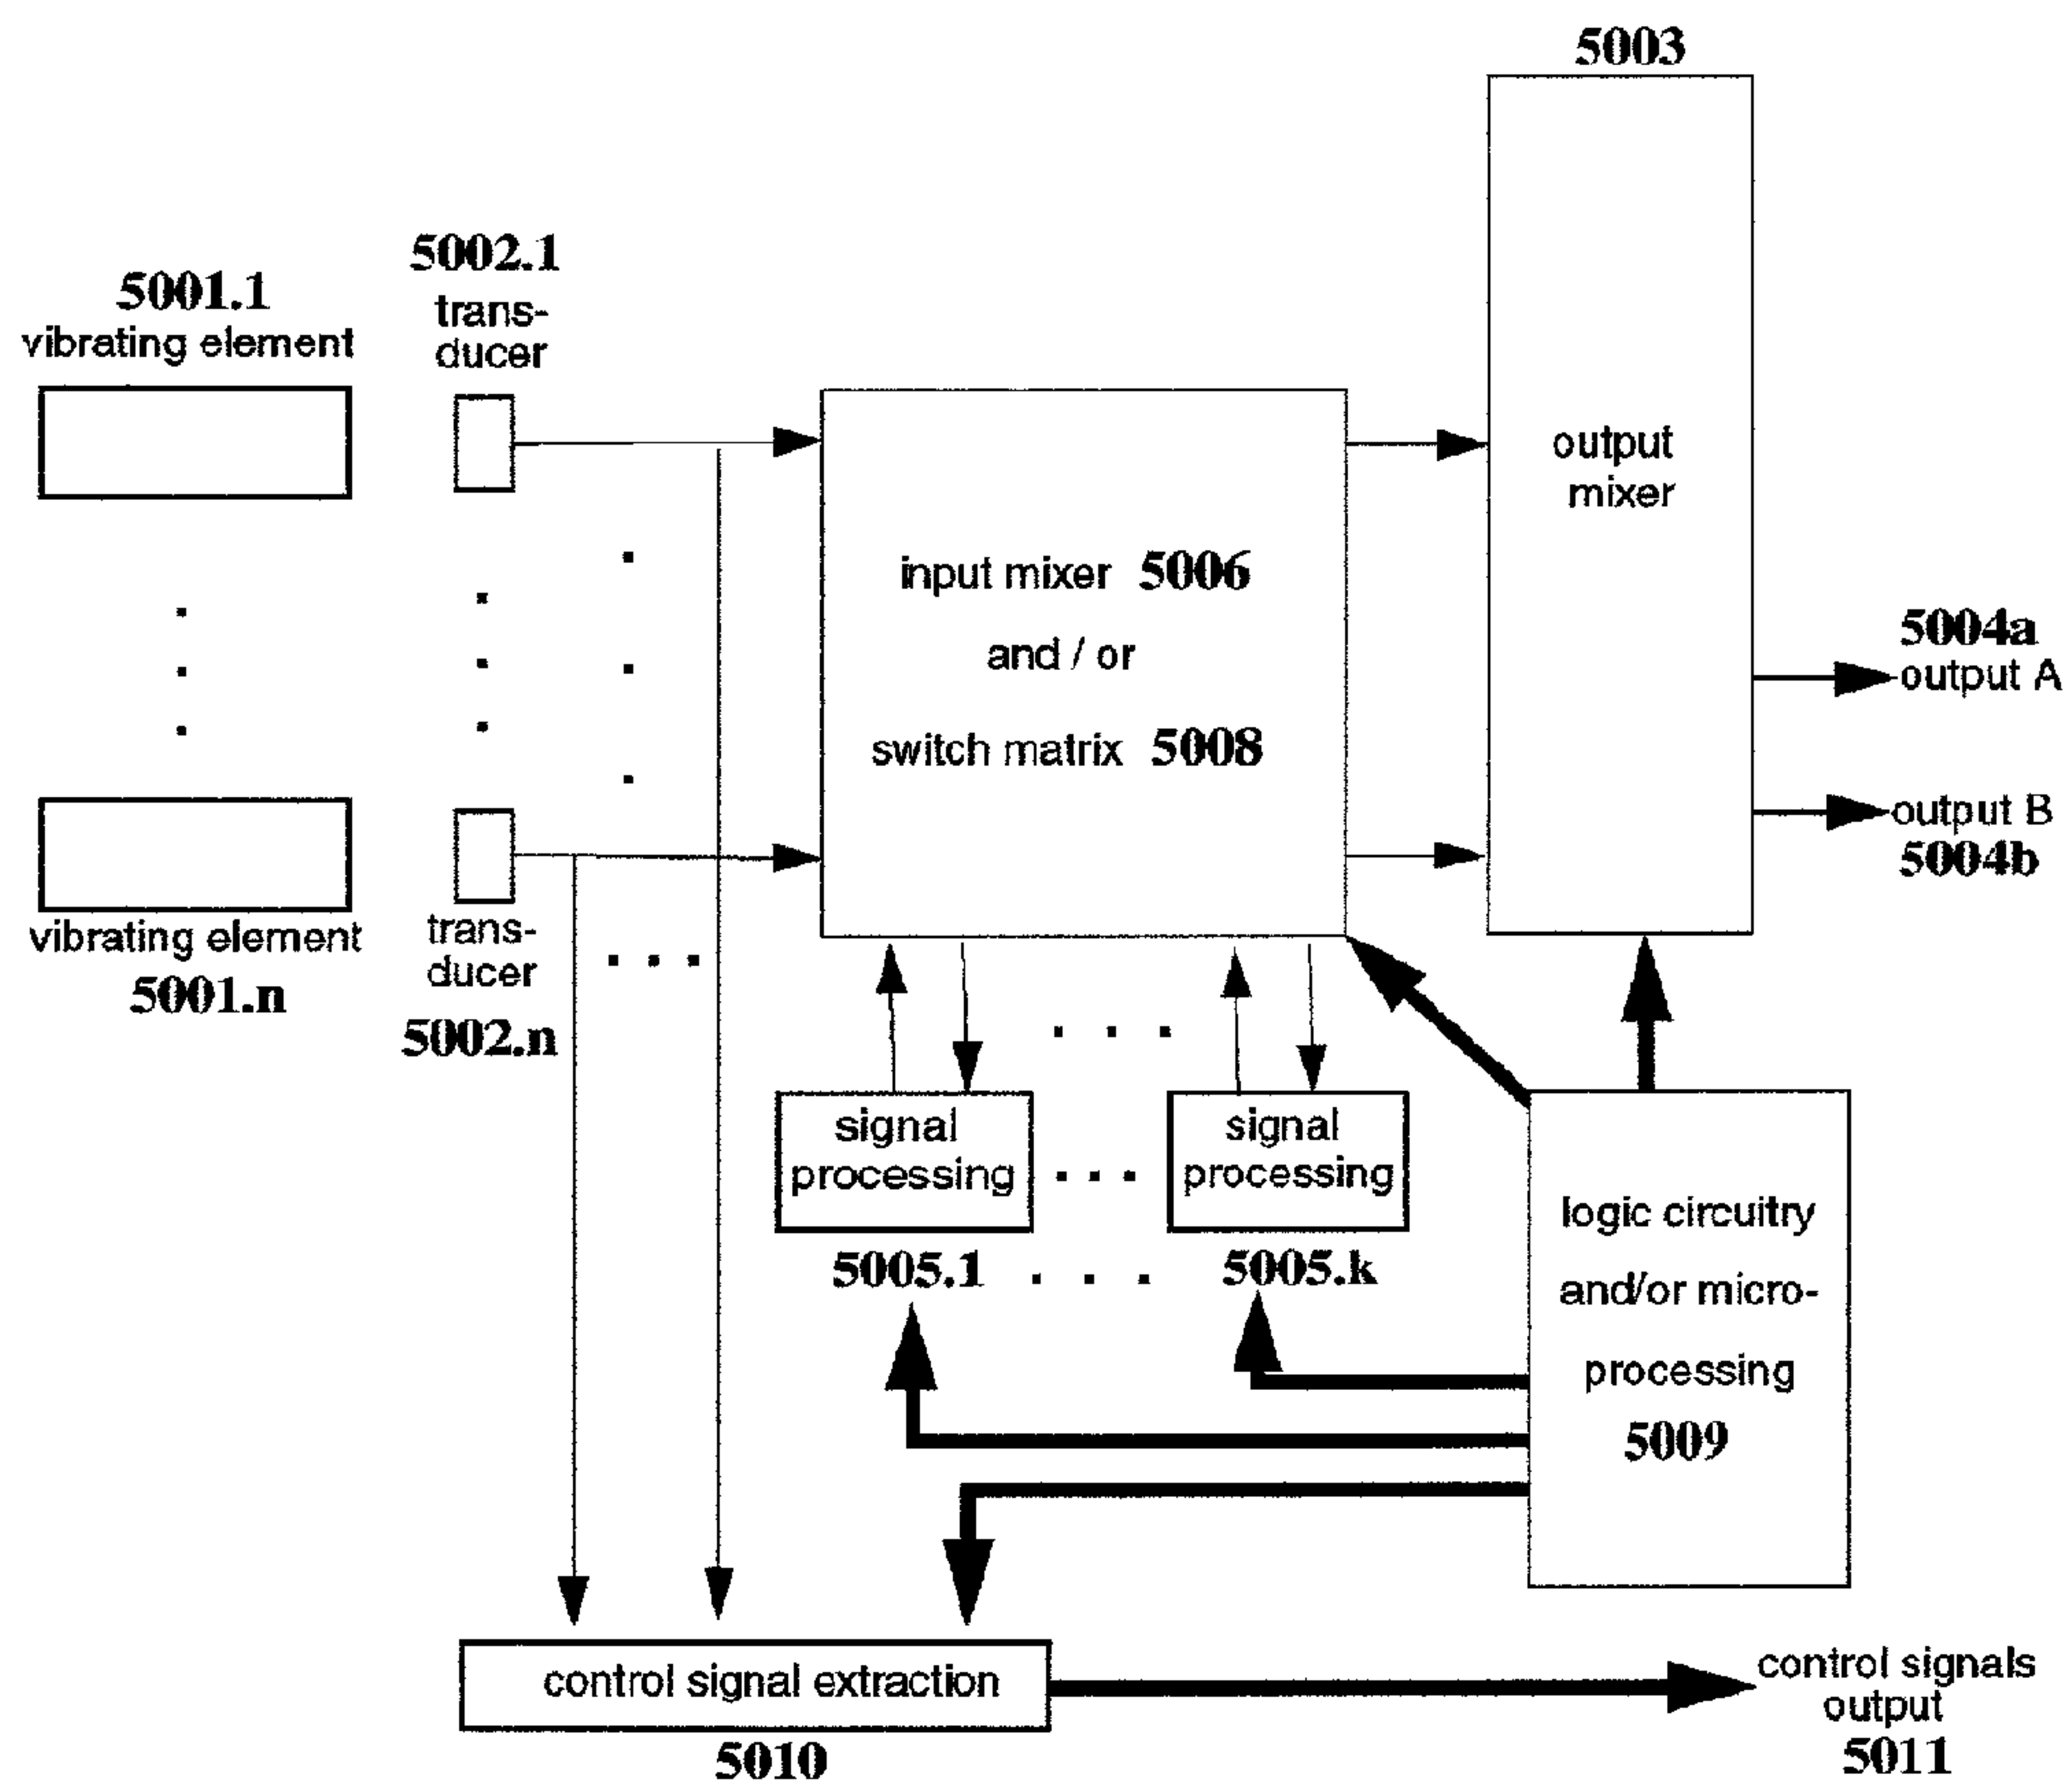 5003
5002.1
trans-
ducer
5001.1
vibrating element
output
mixer
input mixer 5006
and / or
switch matrix 5008
5004a
output A
output B
5004b
vibrating element
5001.n
trans-
ducer
5002.n
signal
processing
signal
processing
5005.1
5005.k
logic circuitry
and/or micro-
processing
5009
control signal extraction
5010
control signals
output
5011